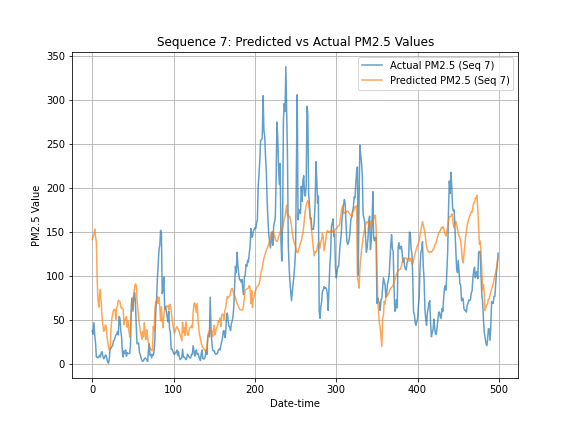 Sequence 7: Predicted vs Actual PM2.5 Values
Actual PM2.5 (Seq 7)
Predicted PM2.5 (Seq 7)
PM2.5 Value
350
300
250
200
150
100
50
0
0 100 200 300 400 500
Date-time